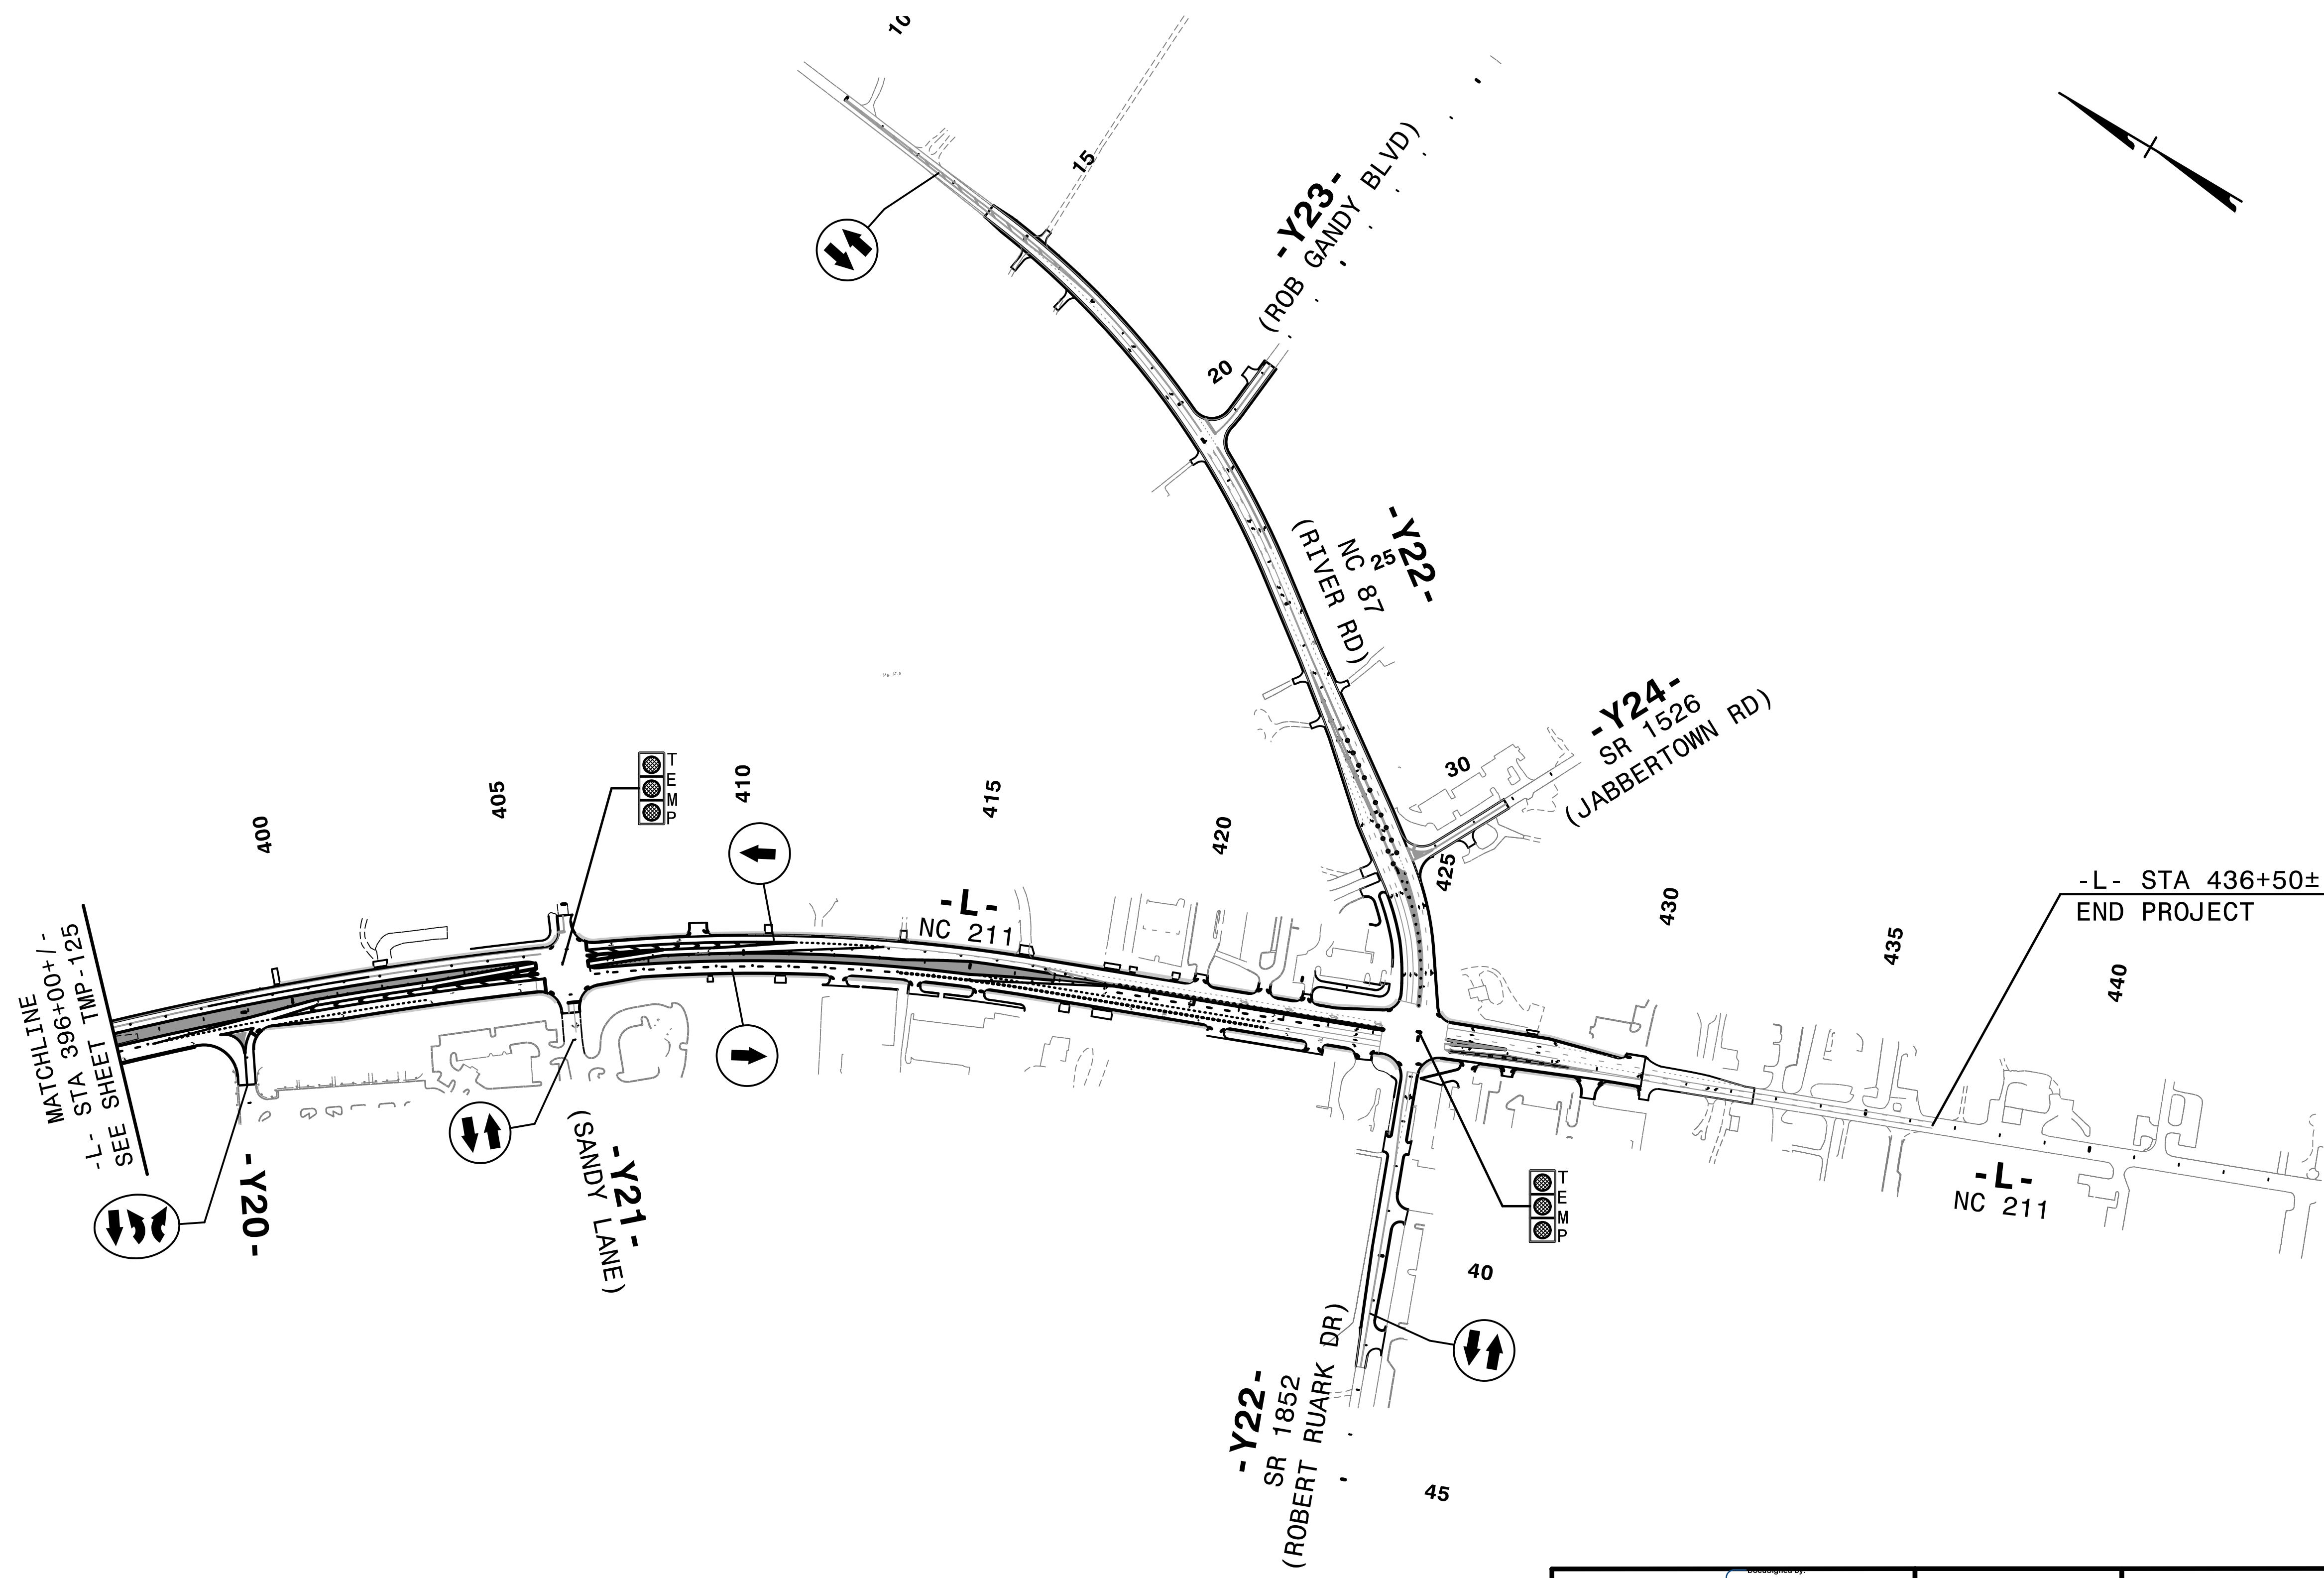 10
15
-Y23-
(ROB GANDY BLVD)
20
-Y22-
25
NC 87
(RIVER RD)
-Y24-
SR 1526
(JABBERTOWN RD)
30
TEMP
400
405
410
415
420
425
430
435
440
-L-
NC 211
-L- STA 436+50±
END PROJECT
MATCHLINE
-L- STA 396+00+/-
SEE SHEET TMP-125
-Y20-
-Y21-
(SANDY LANE)
TEMP
-L-
NC 211
40
-Y22-
SR 1852
(ROBERT RUARK DR)
45
DocuSigned by: